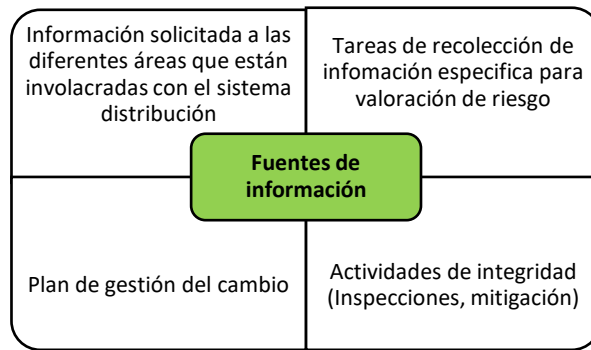 Información solicitada a las
diferentes áreas que están
involacradas con el sistema
distribución
Tareas de recolección de
infomación especifica para
valoración de riesgo
Fuentes de
información
Plan de gestión del cambio
Actividades de integridad
(Inspecciones, mitigación)